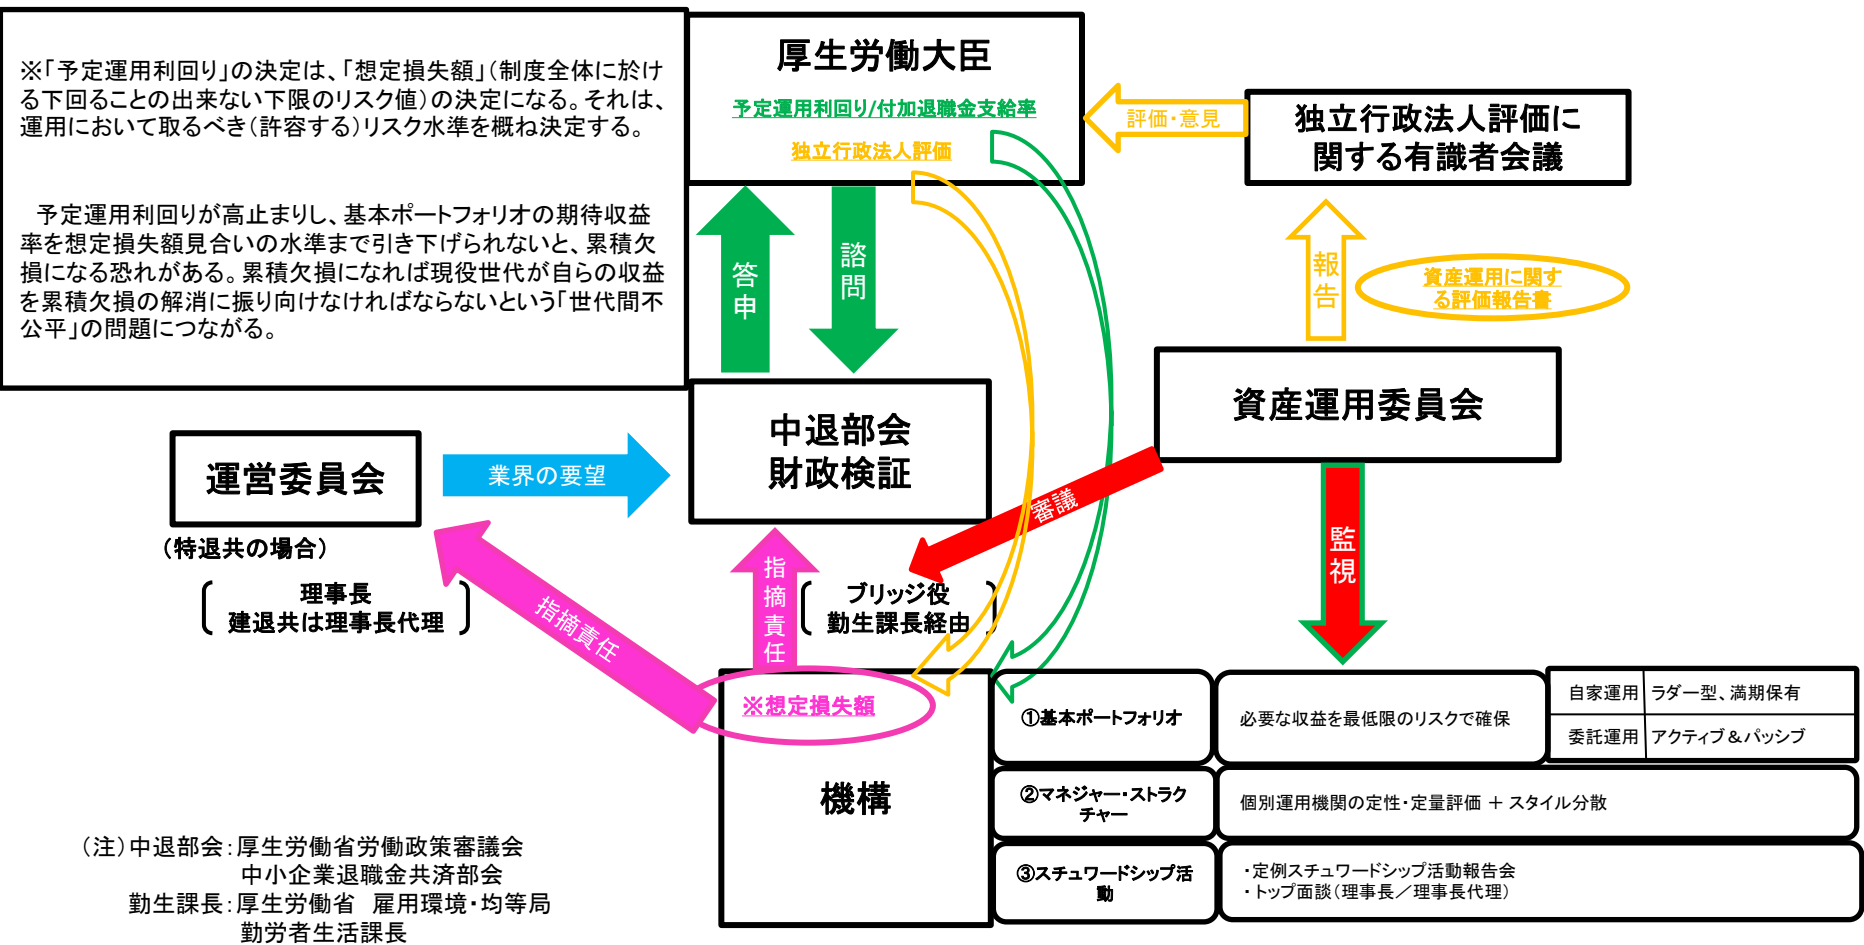 ※「予定運用利回り」の決定は、「想定損失額」(制度全体に於け
る下回ることの出来ない下限のリスク値)の決定になる。それは、
運用において取るべき(許容する)リスク水準を概ね決定する。
予定運用利回りが高止まりし、基本ポートフォリオの期待収益
率を想定損失額見合いの水準まで引き下げられないと、累積欠
損になる恐れがある。累積欠損になれば現役世代が自らの収益
を累積欠損の解消に振り向けなければならないという「世代間不
公平」の問題につながる。
厚生労働大臣
予定運用利回り/付加退職金支給率
独立行政法人評価
評価・意見
独立行政法人評価に
関する有識者会議
答申
諮問
報告
資産運用に関す
る評価報告書
資産運用委員会
中退部会
財政検証
運営委員会
業界の要望
(特退共の場合)
理事長
建退共は理事長代理
指摘責任
指摘責任
審議
監視
ブリッジ役
勤生課長経由
※想定損失額
機構
①基本ポートフォリオ
必要な収益を最低限のリスクで確保
自家運用 ラダー型、満期保有
委託運用 アクティブ&パッシブ
②マネジャー・ストラク
チャー
個別運用機関の定性・定量評価 + スタイル分散
③スチュワードシップ活
動
・定例スチュワードシップ活動報告会
・トップ面談(理事長/理事長代理)
(注)中退部会:厚生労働省労働政策審議会
中小企業退職金共済部会
勤生課長:厚生労働省 雇用環境・均等局
勤労者生活課長